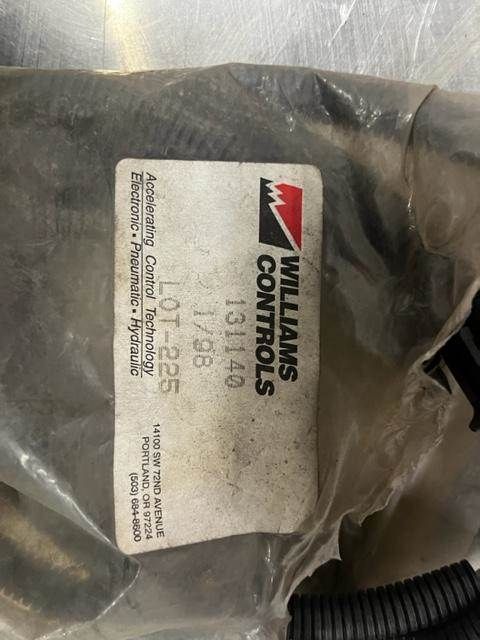 WILLIAMS
CONTROLS
131140
1/98
LOT-225
Accelerating Control Technology
Electronic • Pneumatic • Hydraulic
14100 SW 72ND AVENUE
PORTLAND, OR 97224
(503) 684-8600